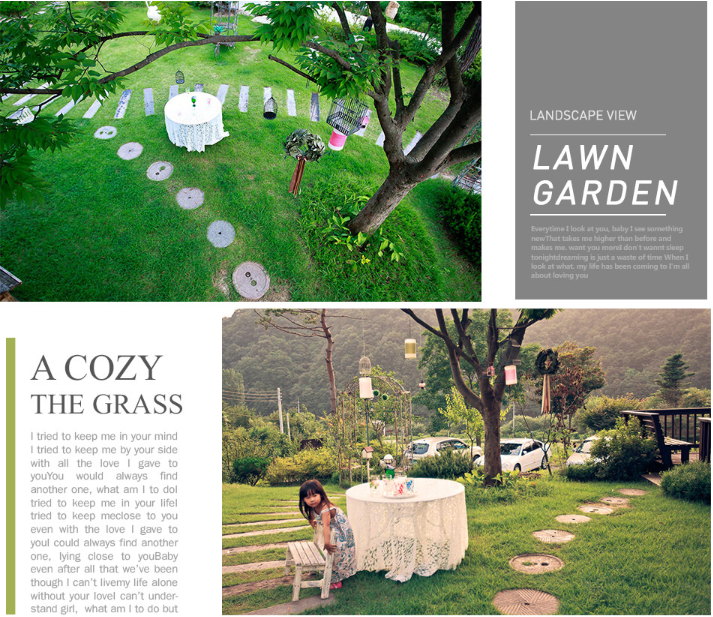 LANDSCAPE VIEW
LAWN
GARDEN
Everytime I look at you, baby I see something
newThat takes me higher than before and
makes me. want you moreI don't wannt sleep
tonightdreaming is just a waste of time When I
look at what. my life has been coming to I'm all
about loving you
A COZY
THE GRASS
I tried to keep me in your mind
I tried to keep me by your side
with all the love I gave to
youYou would always find
another one, what am I to doI
tried to keep me in your lifeI
tried to keep meclose to you
even with the love I gave to
youI could always find another
one, lying close to youBaby
even after all that we've been
though I can't livemy life alone
without your loveI can't under-
stand girl, what am I to do but